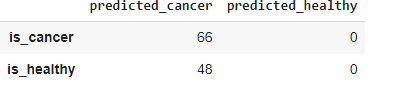 predicted_cancer predicted_healthy
is_cancer 66 0
is_healthy 48 0